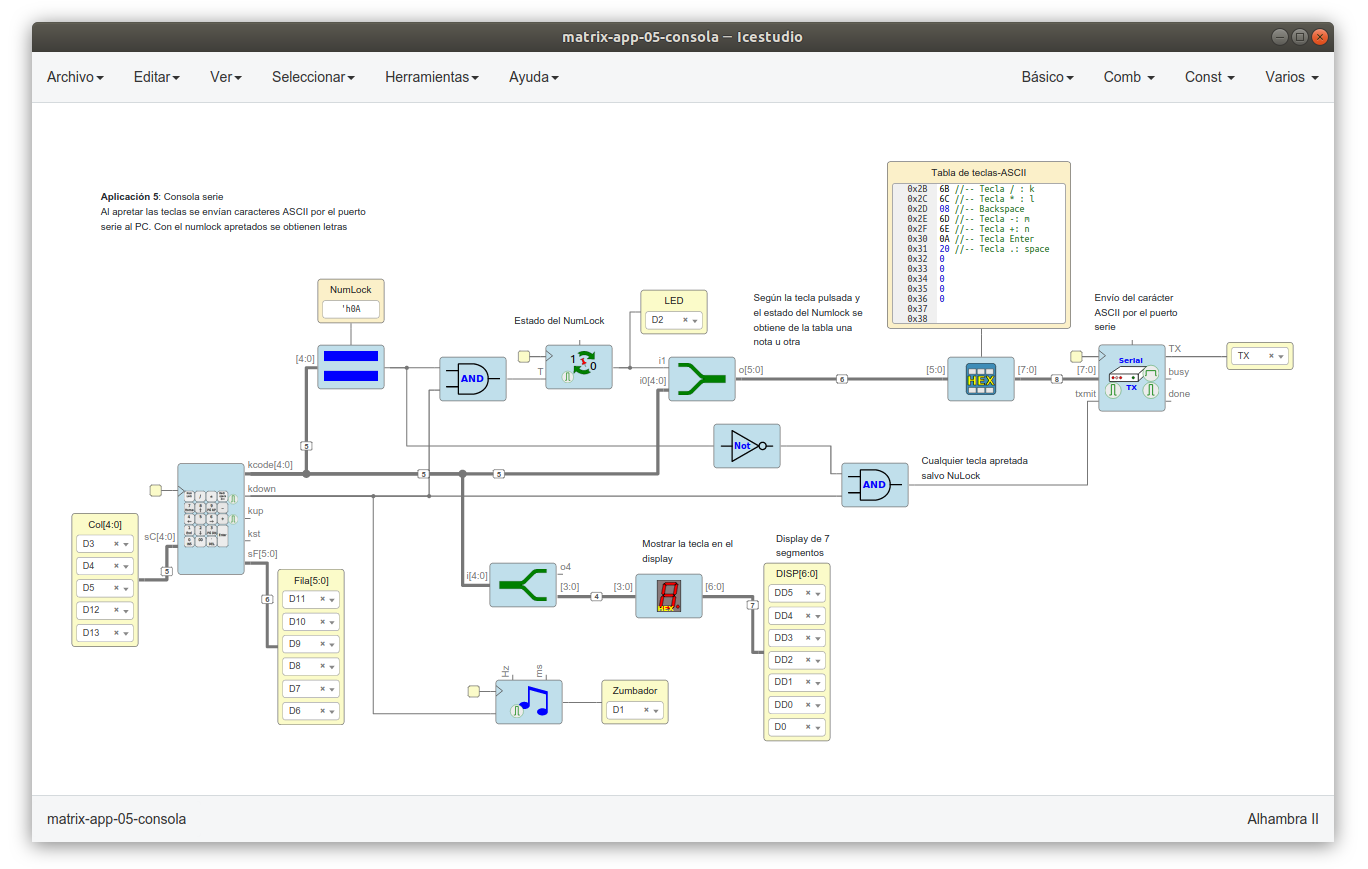 matrix-app-05-consola – Icestudio
Archivo Editar Ver Seleccionar Herramientas Ayuda Básico Comb Const Varios
Aplicación 5: Consola serie
Al apretar las teclas se envían caracteres ASCII por el puerto
serie al PC. Con el numlock apretados se obtienen letras
Tabla de teclas-ASCII
0x2B 6B //-- Tecla / : k
0x2C 6C //-- Tecla * : l
0x2D 08 //-- Backspace
0x2E 6D //-- Tecla -: m
0x2F 6E //-- Tecla +: n
0x30 0A //-- Tecla Enter
0x31 20 //-- Tecla .: space
0x32 0
0x33 0
0x34 0
0x35 0
0x36 0
0x37
0x38
NumLock
'h0A
[4:0]
Estado del NumLock
LED
D2
Según la tecla pulsada y
el estado del Numlock se
obtiene de la tabla una
nota u otra
Envío del carácter
ASCII por el puerto
serie
AND
T
1
0
i1
i0[4:0]
o[5:0]
6
[5:0]
HEX
[7:0]
8
[7:0]
txmit
Serial
TX
TX
busy
done
TX
5
Not
5
5
AND
Cualquier tecla apretada
salvo NuLock
kcode[4:0]
kdown
kup
kst
sF[5:0]
sC[4:0]
5
6
Col[4:0]
D3
D4
D5
D12
D13
Fila[5:0]
D11
D10
D9
D8
D7
D6
i[4:0]
o4
[3:0]
4
Mostrar la tecla en el
display
[3:0]
HEX
[6:0]
7
Display de 7
segmentos
DISP[6:0]
DD5
DD4
DD3
DD2
DD1
DD0
D0
Hz
ms
Zumbador
D1
matrix-app-05-consola
Alhambra II